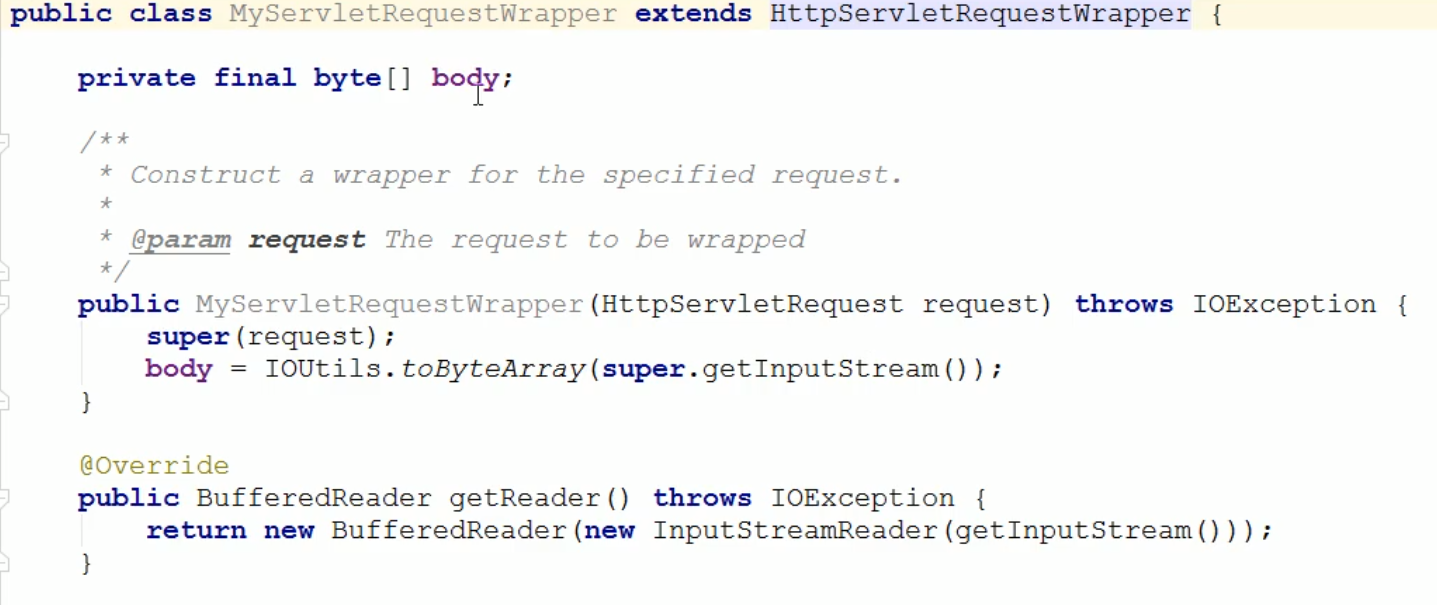 public class MyServletRequestWrapper extends HttpServletRequestWrapper {
private final byte[] body;
/**
* Construct a wrapper for the specified request.
*
* @param request The request to be wrapped
*/
public MyServletRequestWrapper(HttpServletRequest request) throws IOException {
super(request);
body = IOUtils.toByteArray(super.getInputStream());
}
@Override
public BufferedReader getReader() throws IOException {
return new BufferedReader(new InputStreamReader(getInputStream()));
}